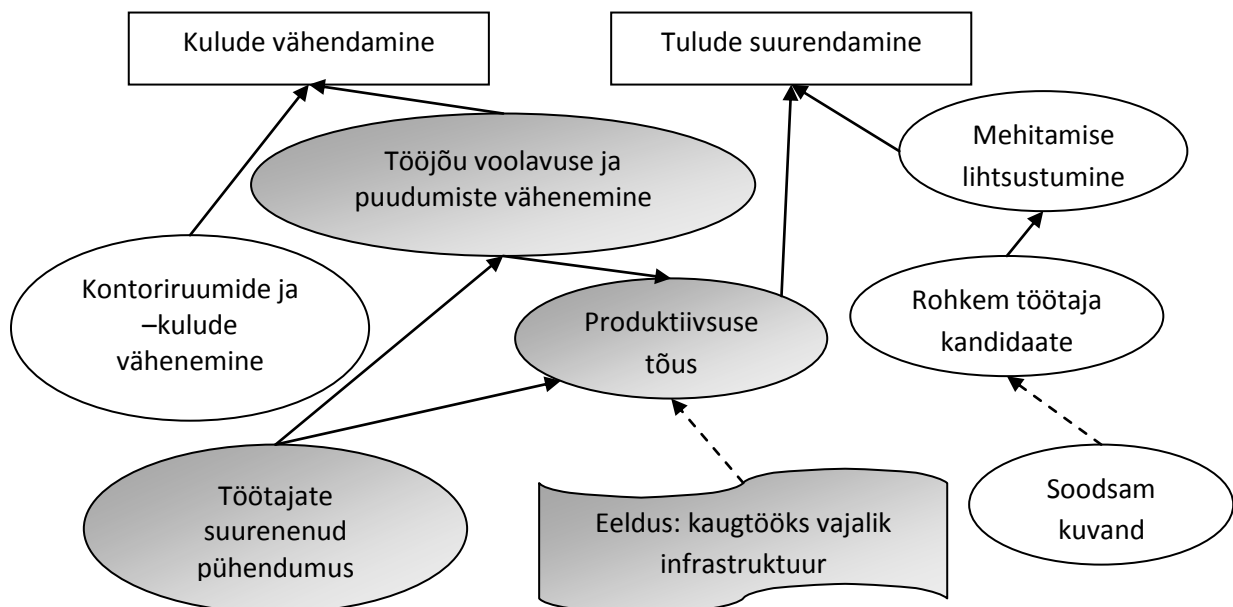 Kulude vähendamine
Tulude suurendamine
Tööjõu voolavuse ja
puudumiste vähenemine
Mehitamise
lihtsustumine
Kontoriruumide ja
–kulude
vähenemine
Produktiivsuse
tõus
Rohkem töötaja
kandidaate
Töötajate
suurenenud
pühendumus
Eeldus: kaugtööks vajalik
infrastruktuur
Soodsam
kuvand